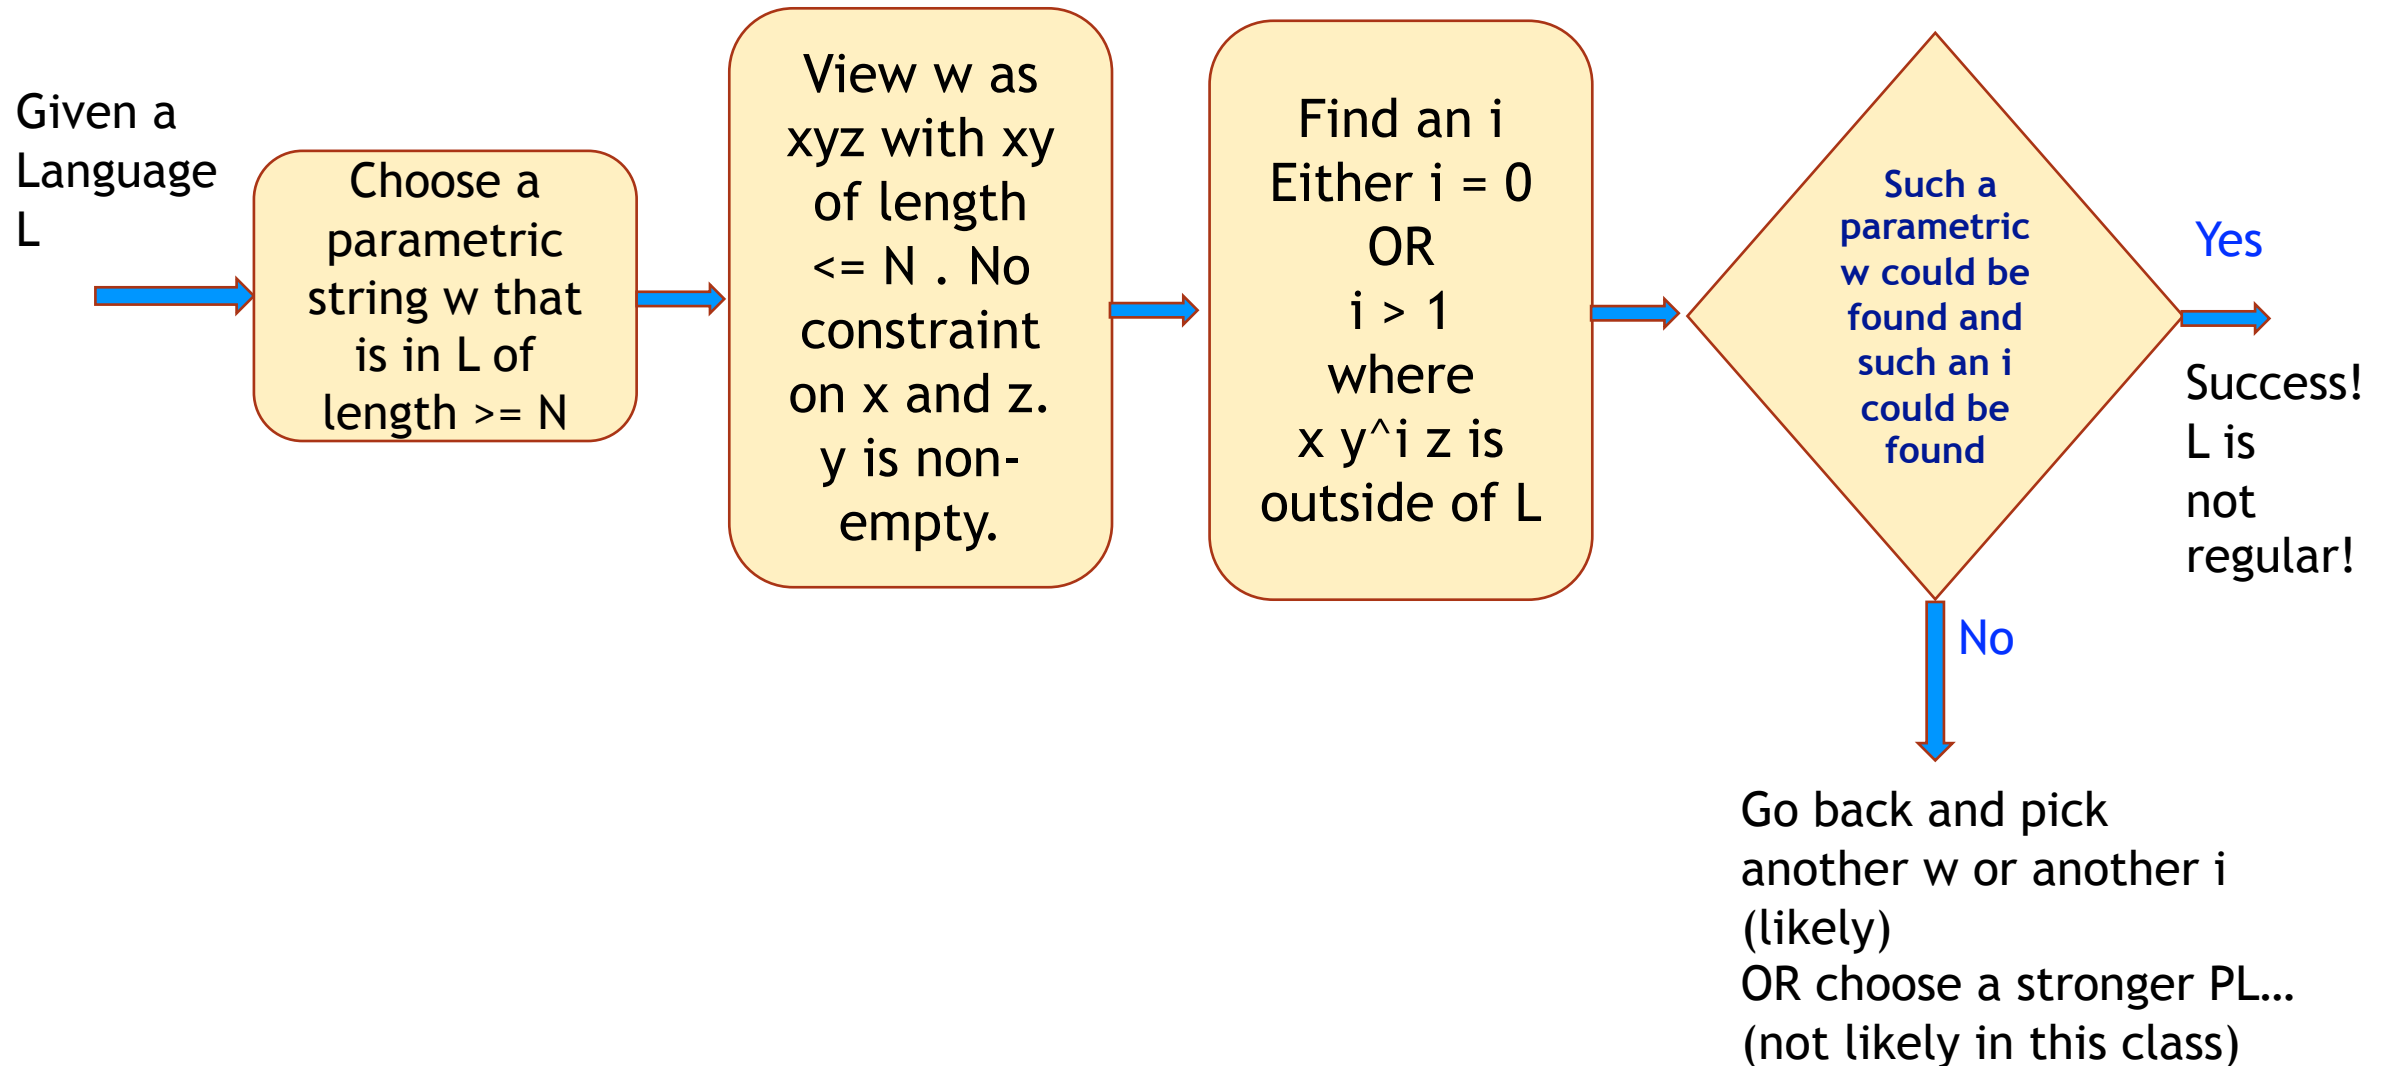 Given a
Language
L
Choose a
parametric
string w that
is in L of
length >= N
View w as
xyz with xy
of length
<= N . No
constraint
on x and z.
y is non-
empty.
Find an i
Either i = 0
OR
i > 1
where
x y^i z is
outside of L
Such a
parametric
w could be
found and
such an i
could be
found
Yes
Success!
L is
not
regular!
No
Go back and pick
another w or another i
(likely)
OR choose a stronger PL…
(not likely in this class)